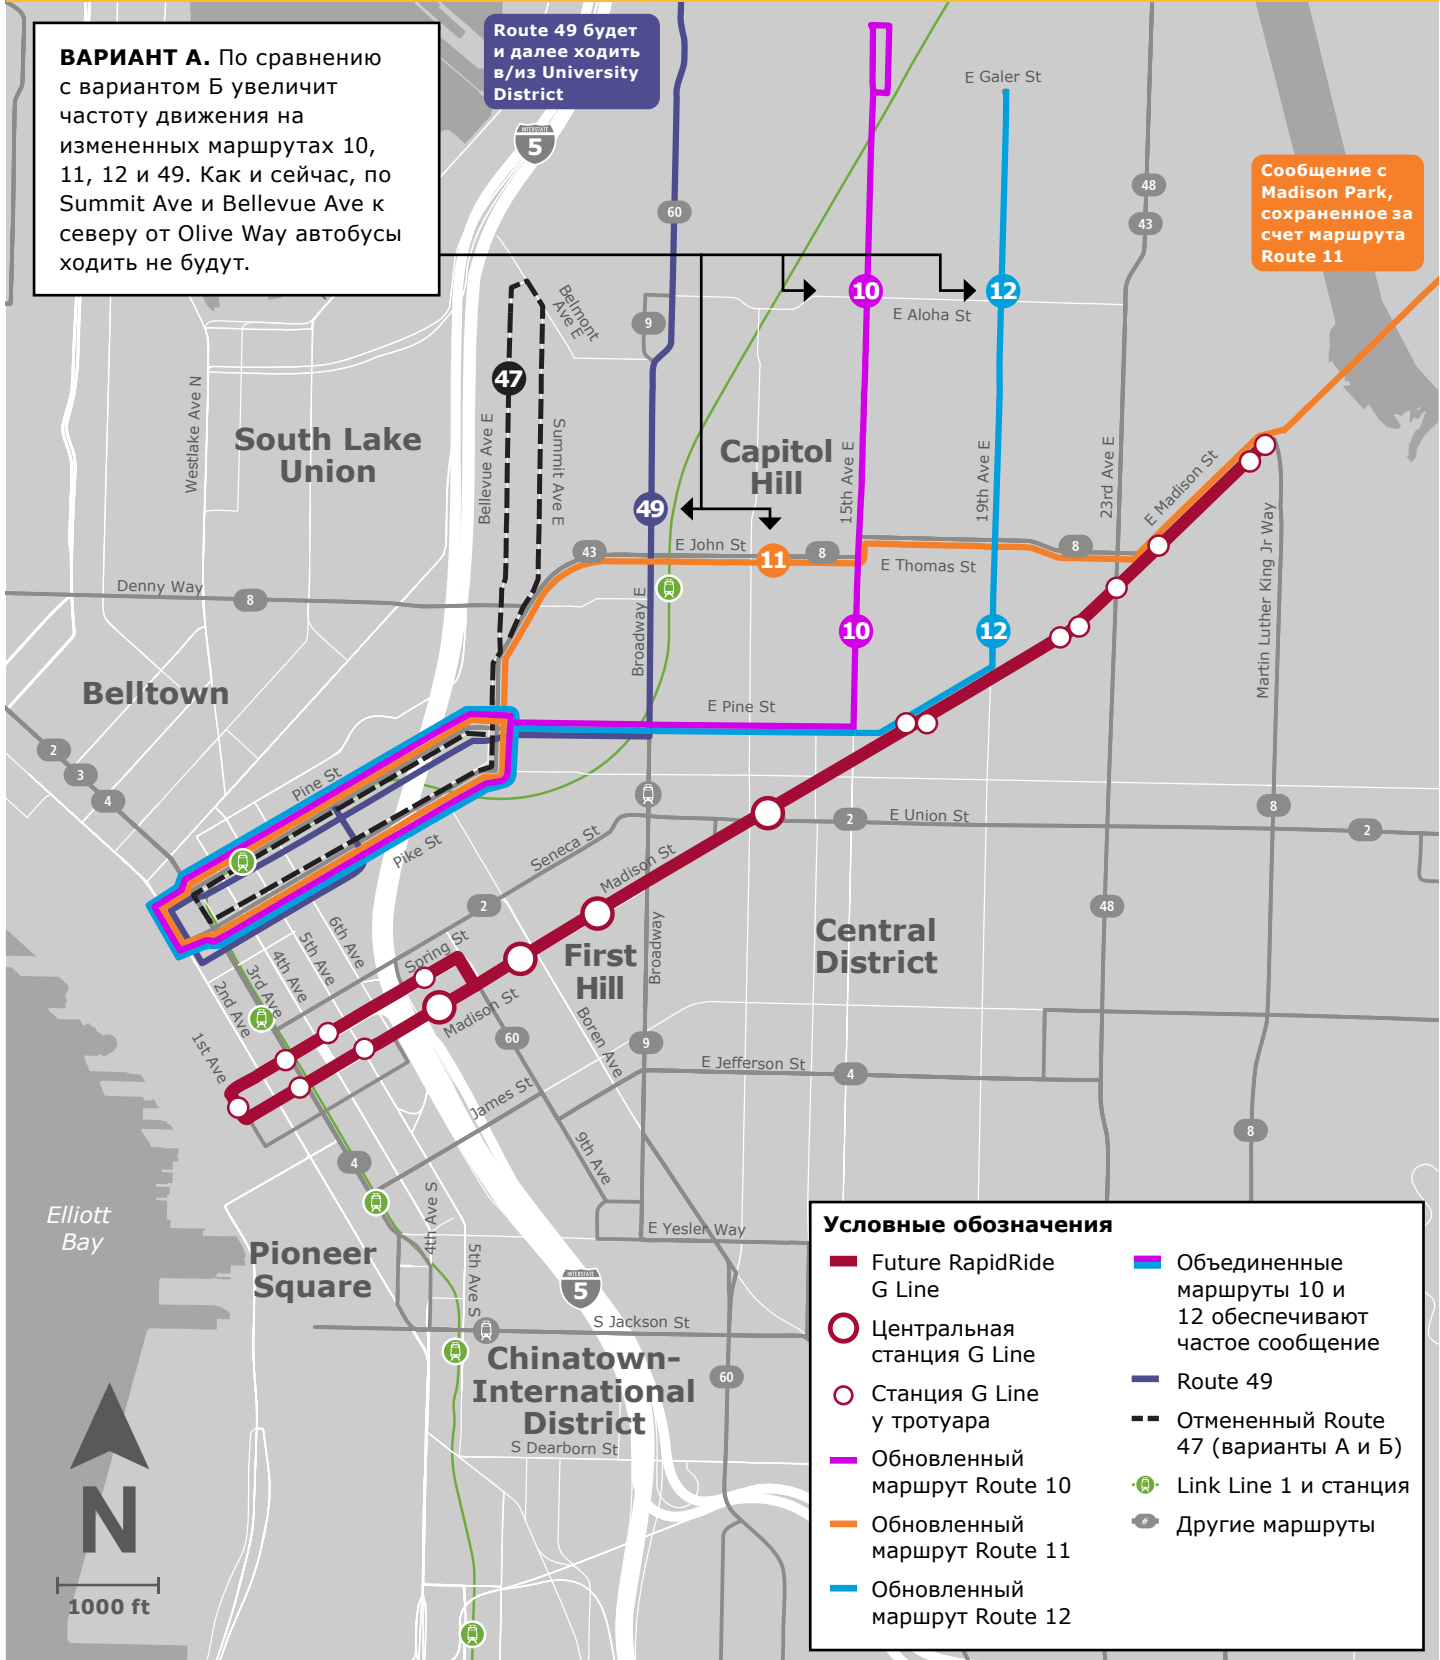 ВАРИАНТ А. По сравнению
с вариантом Б увеличит
частоту движения на
измененных маршрутах 10,
11, 12 и 49. Как и сейчас, по
Summit Ave и Bellevue Ave к
северу от Olive Way автобусы
ходить не будут.
Route 49 будет
и далее ходить
в/из University
District
INTERSTATE
5
E Galer St
Сообщение с
Madison Park,
сохраненное за
счет маршрута
Route 11
48
43
60
10
12
E Aloha St
Belmont
Ave E
9
47
Westlake Ave N
South Lake
Union
Bellevue Ave E
Summit Ave E
Capitol
Hill
15th Ave E
19th Ave E
23rd Ave E
E Madison St
Martin Luther King Jr Way
49
43
E John St
11
8
E Thomas St
8
Denny Way
8
Broadway E
10
12
Belltown
E Pine St
2
3
4
Pine St
Pike St
Seneca St
Madison St
2
E Union St
8
2
2
48
6th Ave
5th Ave
4th Ave
3rd Ave
2nd Ave
1st Ave
Spring St
Madison St
First
Hill
Broadway
Central
District
Boren Ave
60
9
E Jefferson St
4
James St
9th Ave
8
4
Elliott
Bay
Pioneer
Square
4th Ave S
5th Ave S
E Yesler Way
INTERSTATE
5
S Jackson St
Chinatown-
International
District
60
S Dearborn St
N
1000 ft
Условные обозначения
Future RapidRide
G Line
Центральная
станция G Line
Станция G Line
у тротуара
Обновленный
маршрут Route 10
Обновленный
маршрут Route 11
Обновленный
маршрут Route 12
Объединенные
маршруты 10 и
12 обеспечивают
частое сообщение
Route 49
Отмененный Route
47 (варианты А и Б)
Link Line 1 и станция
#
Другие маршруты